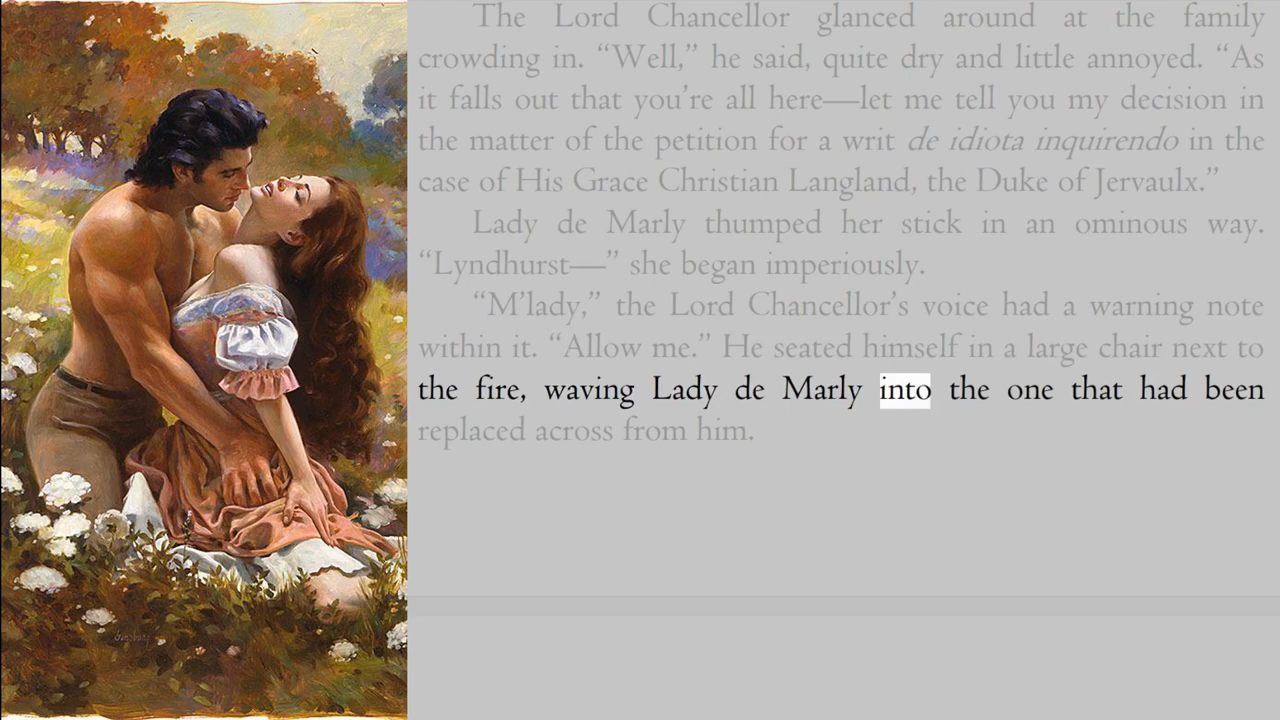 The Lord Chancellor glanced around at the family
crowding in. “Well,” he said, quite dry and little annoyed. “As
it falls out that you’re all here—let me tell you my decision in
the matter of the petition for a writ de idiota inquirendo in the
case of His Grace Christian Langland, the Duke of Jervaulx.”
Lady de Marly thumped her stick in an ominous way.
“Lyndhurst—” she began imperiously.
“M’lady,” the Lord Chancellor’s voice had a warning note
within it. “Allow me.” He seated himself in a large chair next to
the fire, waving Lady de Marly into the one that had been
replaced across from him.